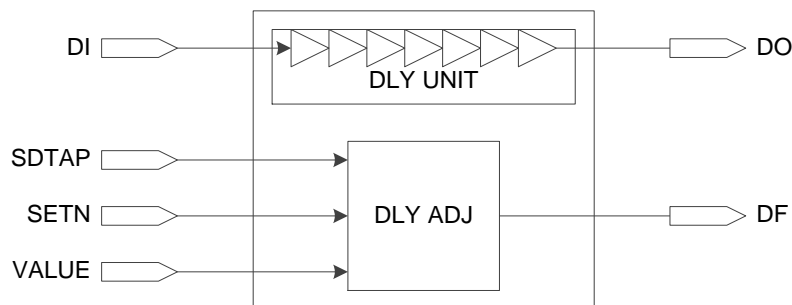 DI
DO
DLY UNIT
SDTAP
SETN
DLY ADJ
DF
VALUE